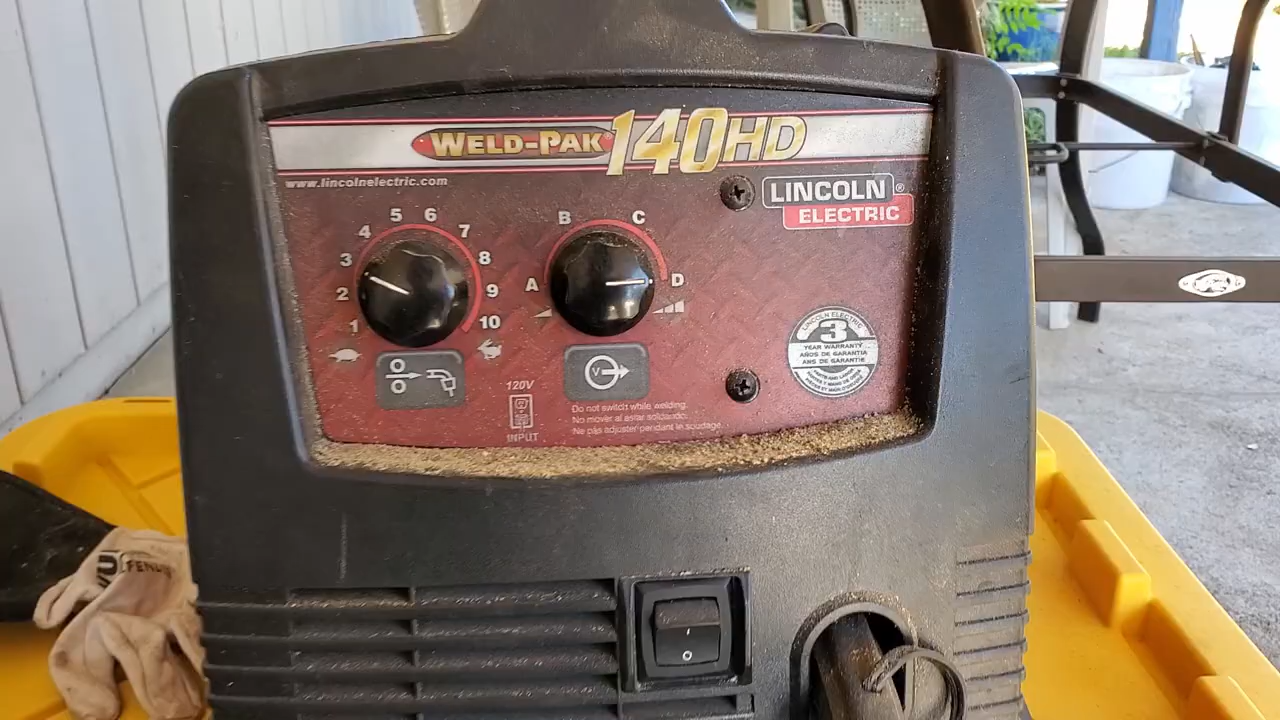 WELD-PAK® 140HD
www.lincolnelectric.com
LINCOLN®
ELECTRIC
1 2 3 4 5 6 7 8 9 10
A B C D
V
LINCOLN ELECTRIC
3
YEAR WARRANTY
AÑOS DE GARANTIA
ANS DE GARANTIE
120V
INPUT
Do not switch while welding.
No mover al estar soldando.
Ne pas adjuster pendant le soudage.